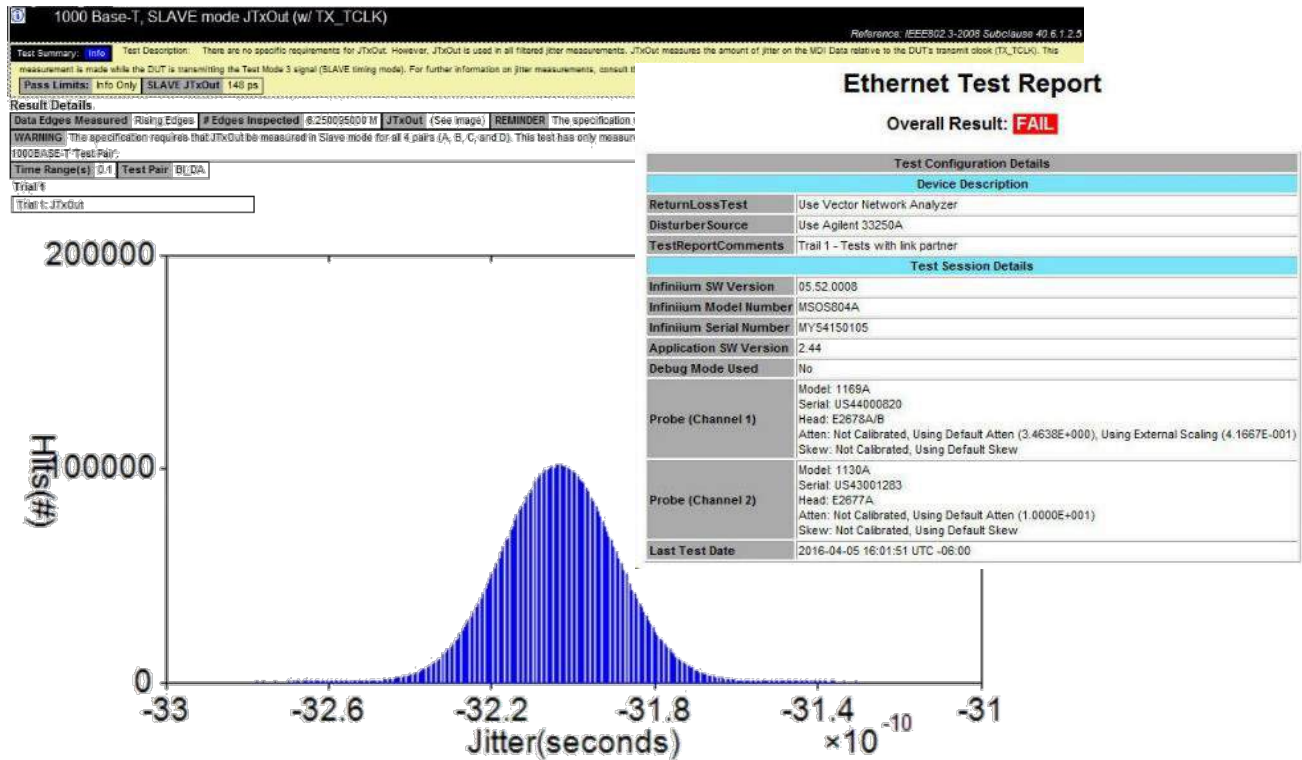 1000 Base-T, SLAVE mode JTxOut (w/ TX_TCLK)
Reference: IEEE802.3-2008 Subclause 40.6.1.2.5
Test Summary: Info Test Description: There are no specific requirements for JTxOut. However, JTxOut is used in all filtered jitter measurements. JTxOut measures the amount of jitter on the MDI Data relative to the DUT's transmit clock (TX_TCLK). This
measurement is made while the DUT is transmitting the Test Mode 3 signal (SLAVE timing mode). For further information on jitter measurements, consult t
Pass Limits: Info Only SLAVE JTxOut 148 ps
Result Details
Data Edges Measured Rising Edges # Edges Inspected 6.250095000 M JTxOut (See image) REMINDER The specification
WARNING The specification requires that JTxOut be measured in Slave mode for all 4 pairs (A, B, C, and D). This test has only measur
1000BASE-T Test Pair.
Time Range(s) 0.1 Test Pair BI_DA
Trial 1
Trial 1: JTxOut
Ethernet Test Report
Overall Result: FAIL
Test Configuration Details
Device Description
ReturnLossTest Use Vector Network Analyzer
DisturberSource Use Agilent 33250A
TestReportComments Trail 1 - Tests with link partner
Test Session Details
Infiniium SW Version 05.52.0008
Infiniium Model Number MSOS804A
Infiniium Serial Number MY54150105
Application SW Version 2.44
Debug Mode Used No
Probe (Channel 1) Model: 1169A
Serial: US44000820
Head: E2678A/B
Atten: Not Calibrated, Using Default Atten (3.4638E+000), Using External Scaling (4.1667E-001)
Skew: Not Calibrated, Using Default Skew
Probe (Channel 2) Model: 1130A
Serial: US43001283
Head: E2677A
Atten: Not Calibrated, Using Default Atten (1.0000E+001)
Skew: Not Calibrated, Using Default Skew
Last Test Date 2016-04-05 16:01:51 UTC -06:00
200000
100000
0
Hits(#)
-33 -32.6 -32.2 -31.8 -31.4 -31
Jitter(seconds) ×10 -10